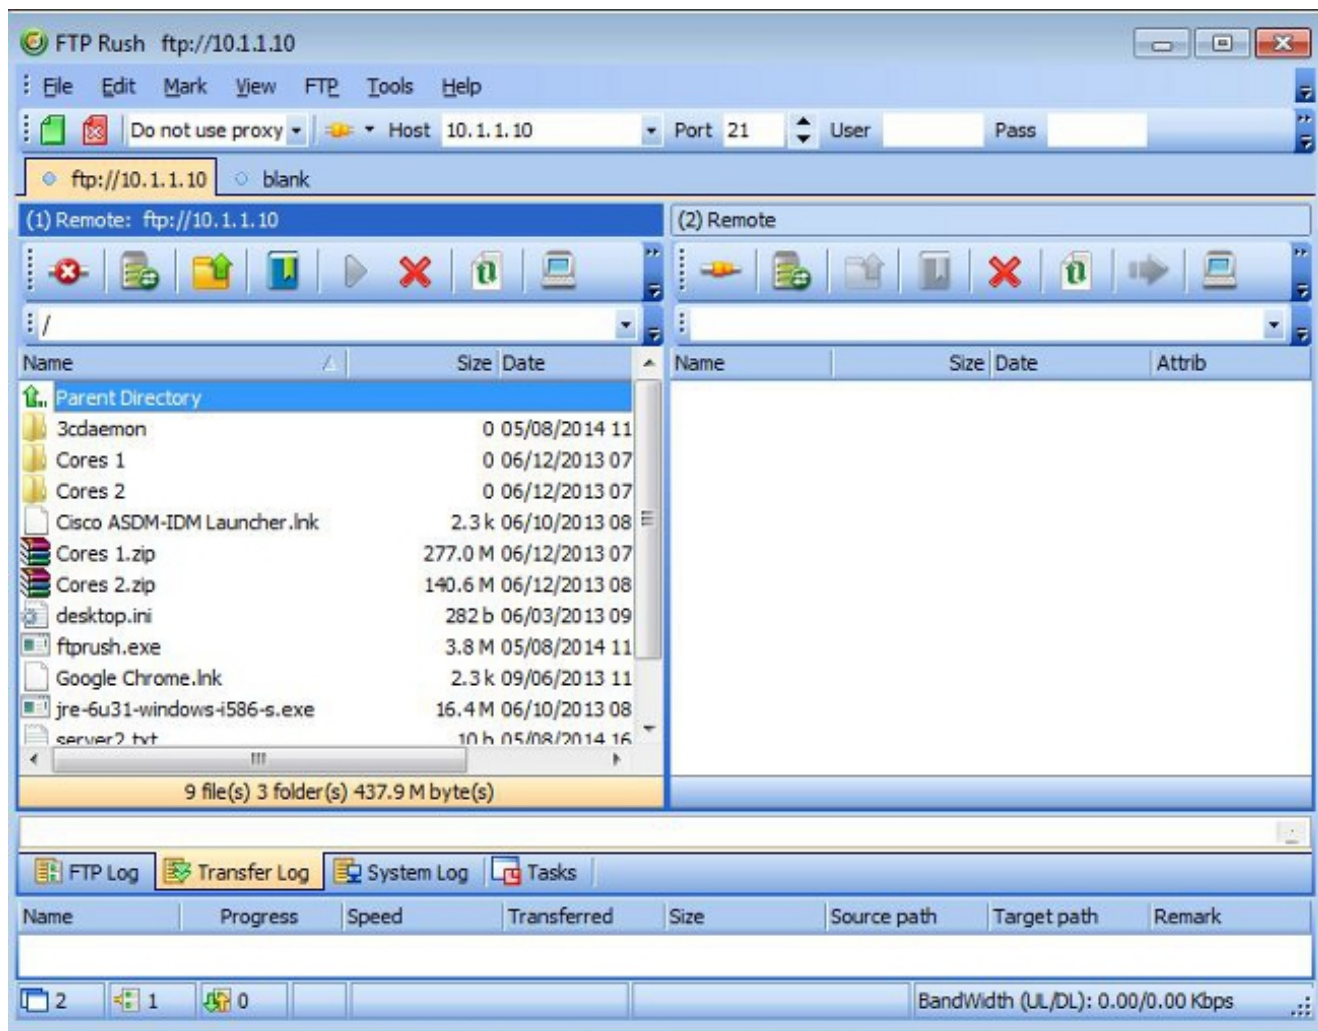 FTP Rush ftp://10.1.1.10
File Edit Mark View FTP Tools Help
Do not use proxy Host 10.1.1.10 Port 21 User Pass
ftp://10.1.1.10 blank
(1) Remote: ftp://10.1.1.10
/
Name Size Date
Parent Directory
3cdaemon 0 05/08/2014 11
Cores 1 0 06/12/2013 07
Cores 2 0 06/12/2013 07
Cisco ASDM-IDM Launcher.lnk 2.3 k 06/10/2013 08
Cores 1.zip 277.0 M 06/12/2013 07
Cores 2.zip 140.6 M 06/12/2013 08
desktop.ini 282 b 06/03/2013 09
ftprush.exe 3.8 M 05/08/2014 11
Google Chrome.lnk 2.3 k 09/06/2013 11
jre-6u31-windows-i586-s.exe 16.4 M 06/10/2013 08
server2.txt 10 b 05/08/2014 16
9 file(s) 3 folder(s) 437.9 M byte(s)
(2) Remote
Name Size Date Attrib
FTP Log Transfer Log System Log Tasks
Name Progress Speed Transferred Size Source path Target path Remark
2 1 0 BandWidth (UL/DL): 0.00/0.00 Kbps